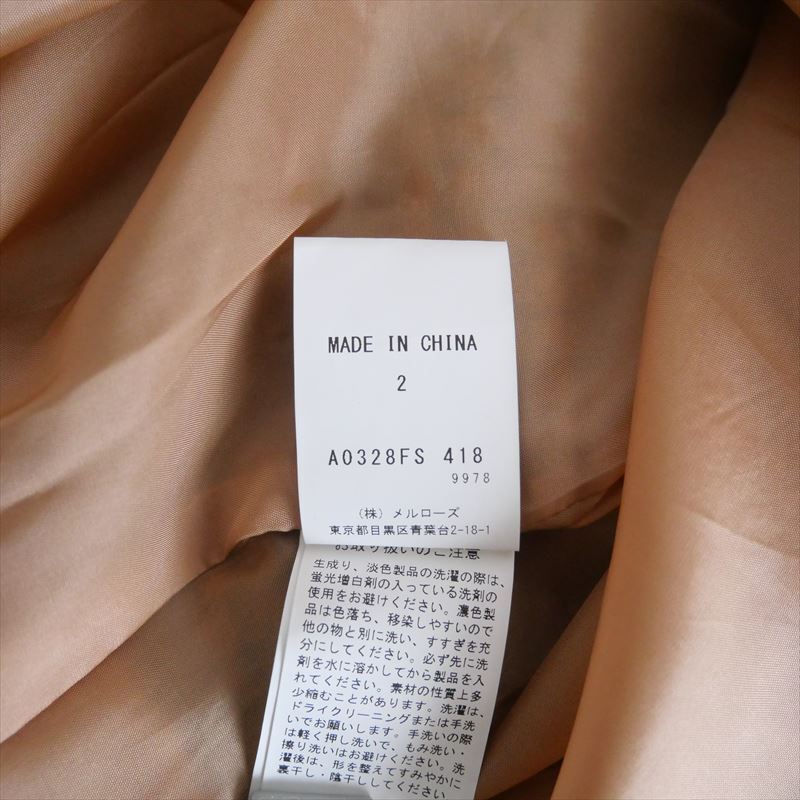 MADE IN CHINA
2
A0328FS 418
9978
(株) メルローズ
東京都目黒区青葉台2-18-1
お取り扱いのご注意
生成り、淡色製品の洗濯の際は、
蛍光増白剤の入っている洗剤の
使用をお避けください。濃色製
品は色落ち、移染しやすいので
他の物と別に洗い、すすぎを充
分にしてください。必ず先に洗
剤を水に溶かしてから製品を入
れてください。素材の性質上多
少縮むことがあります。洗濯は、
ドライクリーニングまたは手洗
いでお願いします。手洗いの際
は軽く押し洗いで、もみ洗い・
擦り洗いはお避けください。洗
濯後は、形を整えてすみやかに
裏干し・陰干ししてください